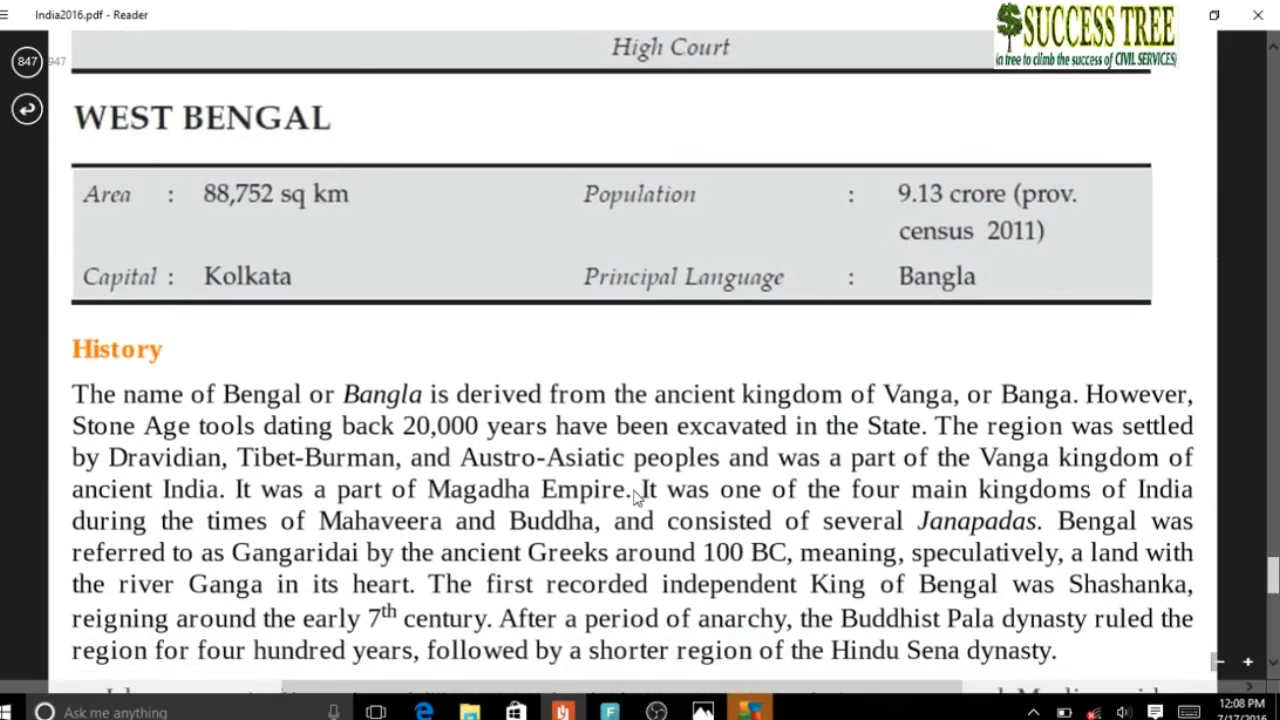 India2016.pdf - Reader
SUCCESS TREE
(a tree to climb the success of CIVIL SERVICES)
847
947
High Court
WEST BENGAL
Area : 88,752 sq km Population : 9.13 crore (prov.
census 2011)
Capital : Kolkata Principal Language : Bangla
History
The name of Bengal or Bangla is derived from the ancient kingdom of Vanga, or Banga. However,
Stone Age tools dating back 20,000 years have been excavated in the State. The region was settled
by Dravidian, Tibet-Burman, and Austro-Asiatic peoples and was a part of the Vanga kingdom of
ancient India. It was a part of Magadha Empire. It was one of the four main kingdoms of India
during the times of Mahaveera and Buddha, and consisted of several Janapadas. Bengal was
referred to as Gangaridai by the ancient Greeks around 100 BC, meaning, speculatively, a land with
the river Ganga in its heart. The first recorded independent King of Bengal was Shashanka,
reigning around the early 7th century. After a period of anarchy, the Buddhist Pala dynasty ruled the
region for four hundred years, followed by a shorter region of the Hindu Sena dynasty.
Ask me anything
12:08 PM
7/17/2016